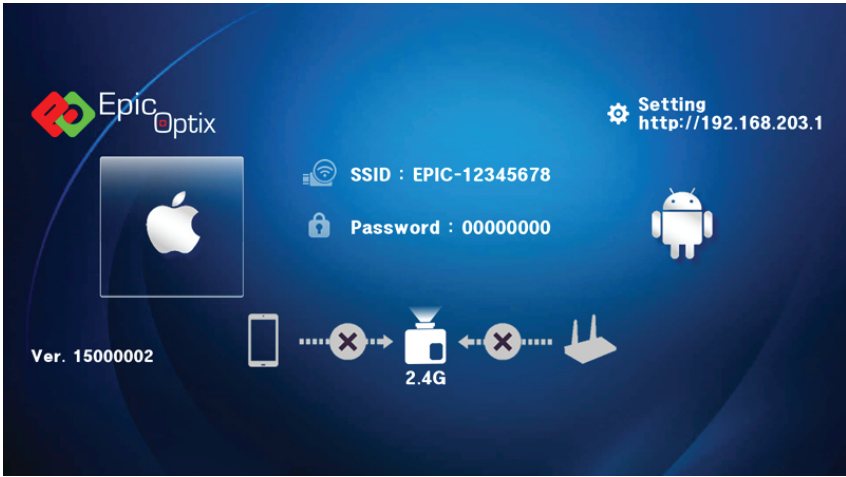 Epic
Optix
Setting
http://192.168.203.1
SSID : EPIC-12345678
Password : 00000000
Ver. 15000002
2.4G